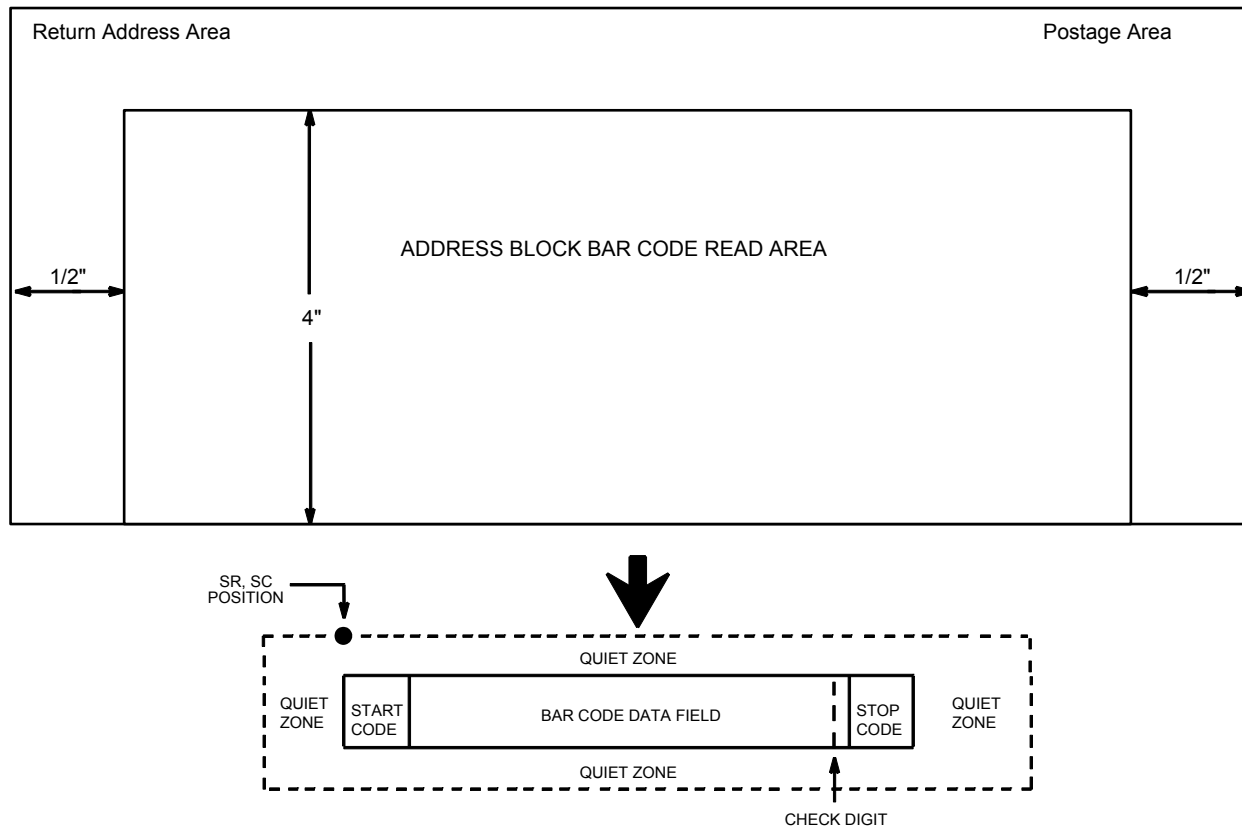 Return Address Area
Postage Area
ADDRESS BLOCK BAR CODE READ AREA
1/2"
1/2"
4"
SR, SC
POSITION
QUIET ZONE
QUIET
ZONE
START
CODE
BAR CODE DATA FIELD
STOP
CODE
QUIET
ZONE
QUIET ZONE
CHECK DIGIT